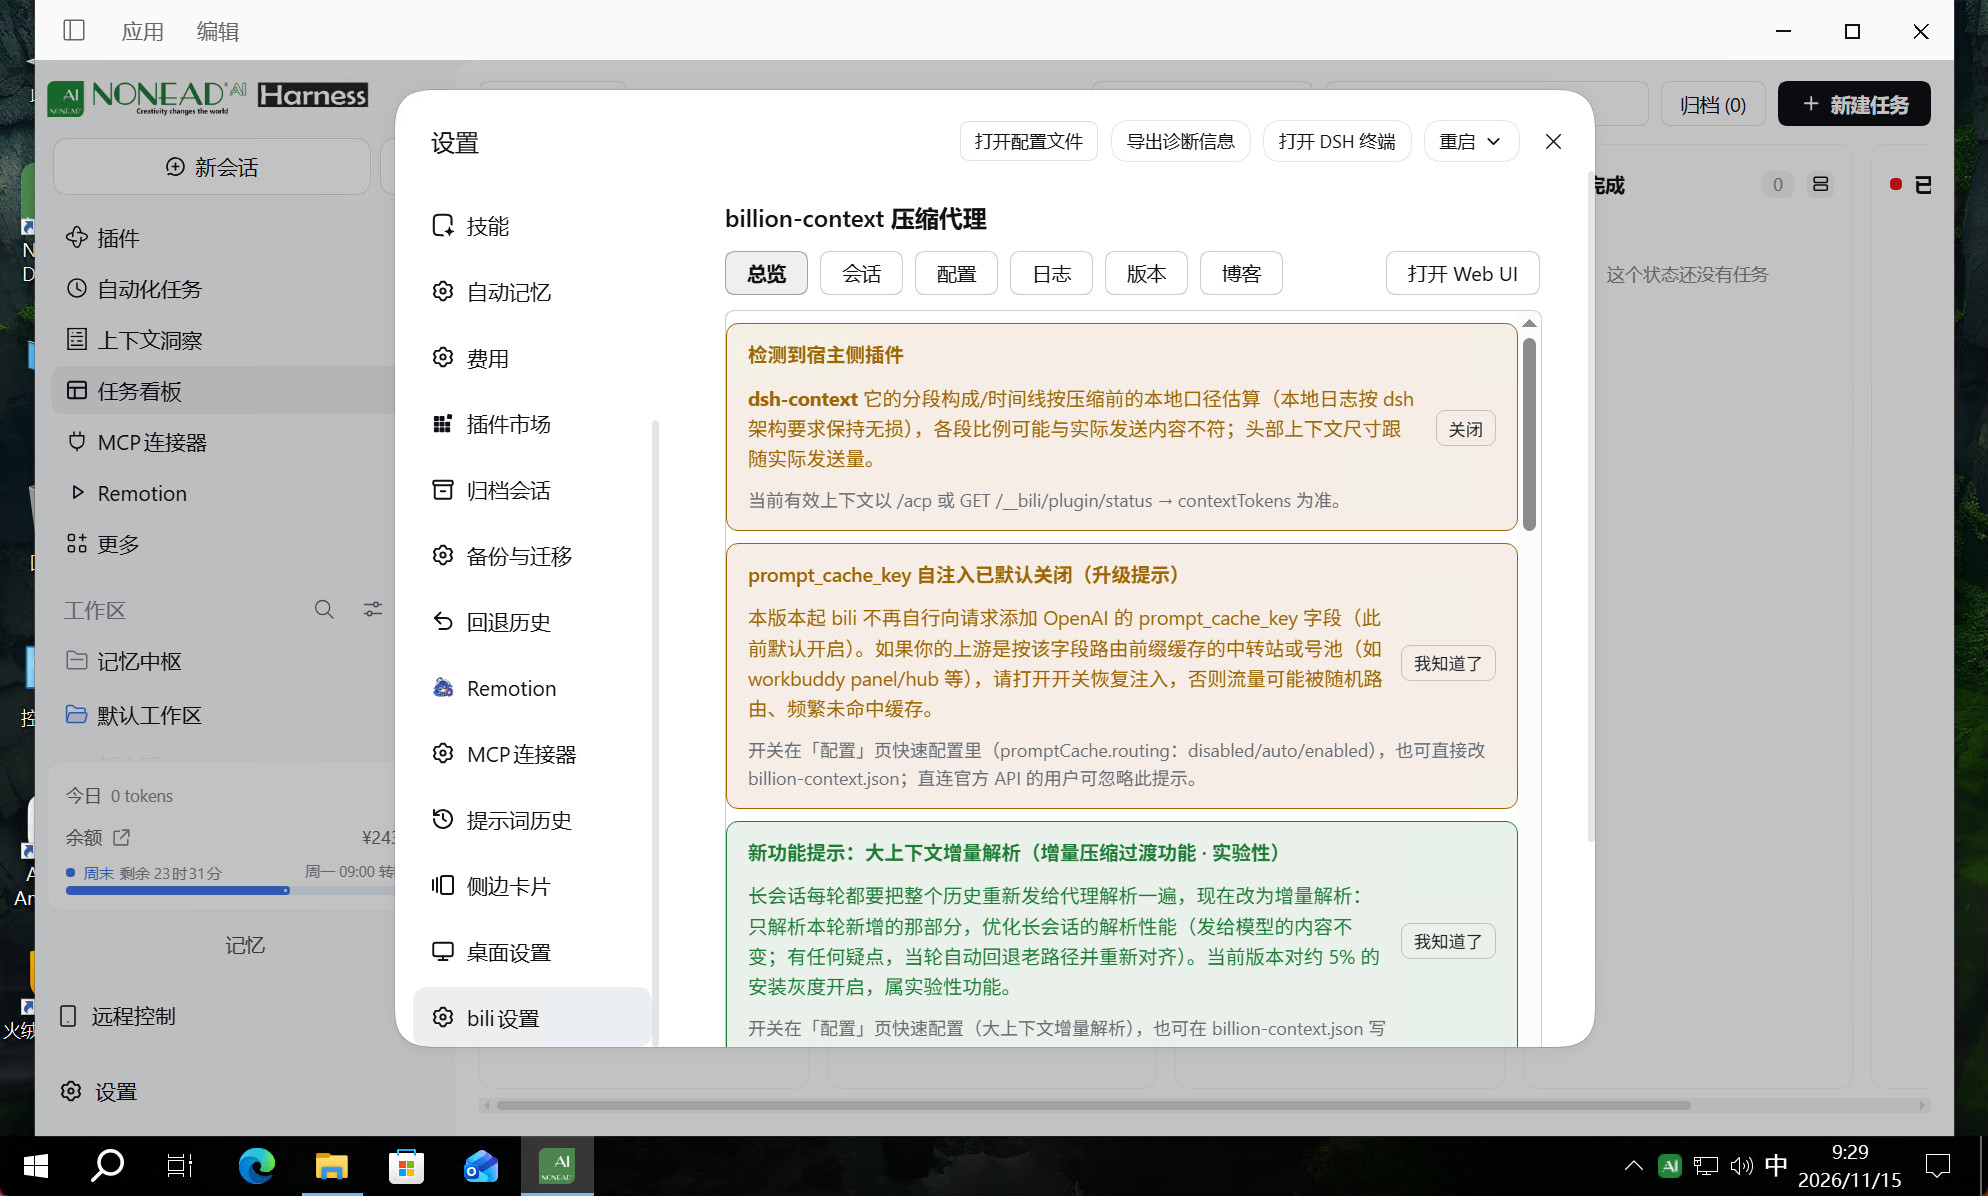 应用 编辑
AI NONEAD NONEAD AI Harness
Creativity changes the world
归档 (0)
+ 新建任务
新会话
插件
自动化任务
上下文洞察
任务看板
MCP 连接器
Remotion
更多
工作区
记忆中枢
默认工作区
今日 0 tokens
余额 ¥243
周末 剩余 23时31分 周一 09:00 转
记忆
远程控制
设置
设置
打开配置文件
导出诊断信息
打开 DSH 终端
重启
技能
自动记忆
费用
插件市场
归档会话
备份与迁移
回退历史
Remotion
MCP 连接器
提示词历史
侧边卡片
桌面设置
bili 设置
billion-context 压缩代理
总览
会话
配置
日志
版本
博客
打开 Web UI
检测到宿主侧插件
dsh-context 它的分段构成/时间线按压缩前的本地口径估算（本地日志按 dsh
架构要求保持无损），各段比例可能与实际发送内容不符；头部上下文尺寸跟
随实际发送量。
关闭
当前有效上下文以 /acp 或 GET /__bili/plugin/status → contextTokens 为准。
prompt_cache_key 自注入已默认关闭（升级提示）
本版本起 bili 不再自行向请求添加 OpenAI 的 prompt_cache_key 字段（此
前默认开启）。如果你的上游是按该字段路由前缀缓存的中转站或号池（如
workbuddy panel/hub 等），请打开开关恢复注入，否则流量可能被随机路
由、频繁未命中缓存。
我知道了
开关在「配置」页快速配置里（promptCache.routing：disabled/auto/enabled），也可直接改
billion-context.json；直连官方 API 的用户可忽略此提示。
新功能提示：大上下文增量解析（增量压缩过渡功能 · 实验性）
长会话每轮都要把整个历史重新发给代理解析一遍，现在改为增量解析：
只解析本轮新增的那部分，优化长会话的解析性能（发给模型的内容不
变；有任何疑点，当轮自动回退老路径并重新对齐）。当前版本对约 5% 的
安装灰度开启，属实验性功能。
我知道了
开关在「配置」页快速配置（大上下文增量解析），也可在 billion-context.json 写
完成
0
这个状态还没有任务
控
火绒
An
AI NONEAD
中
9:29
2026/11/15